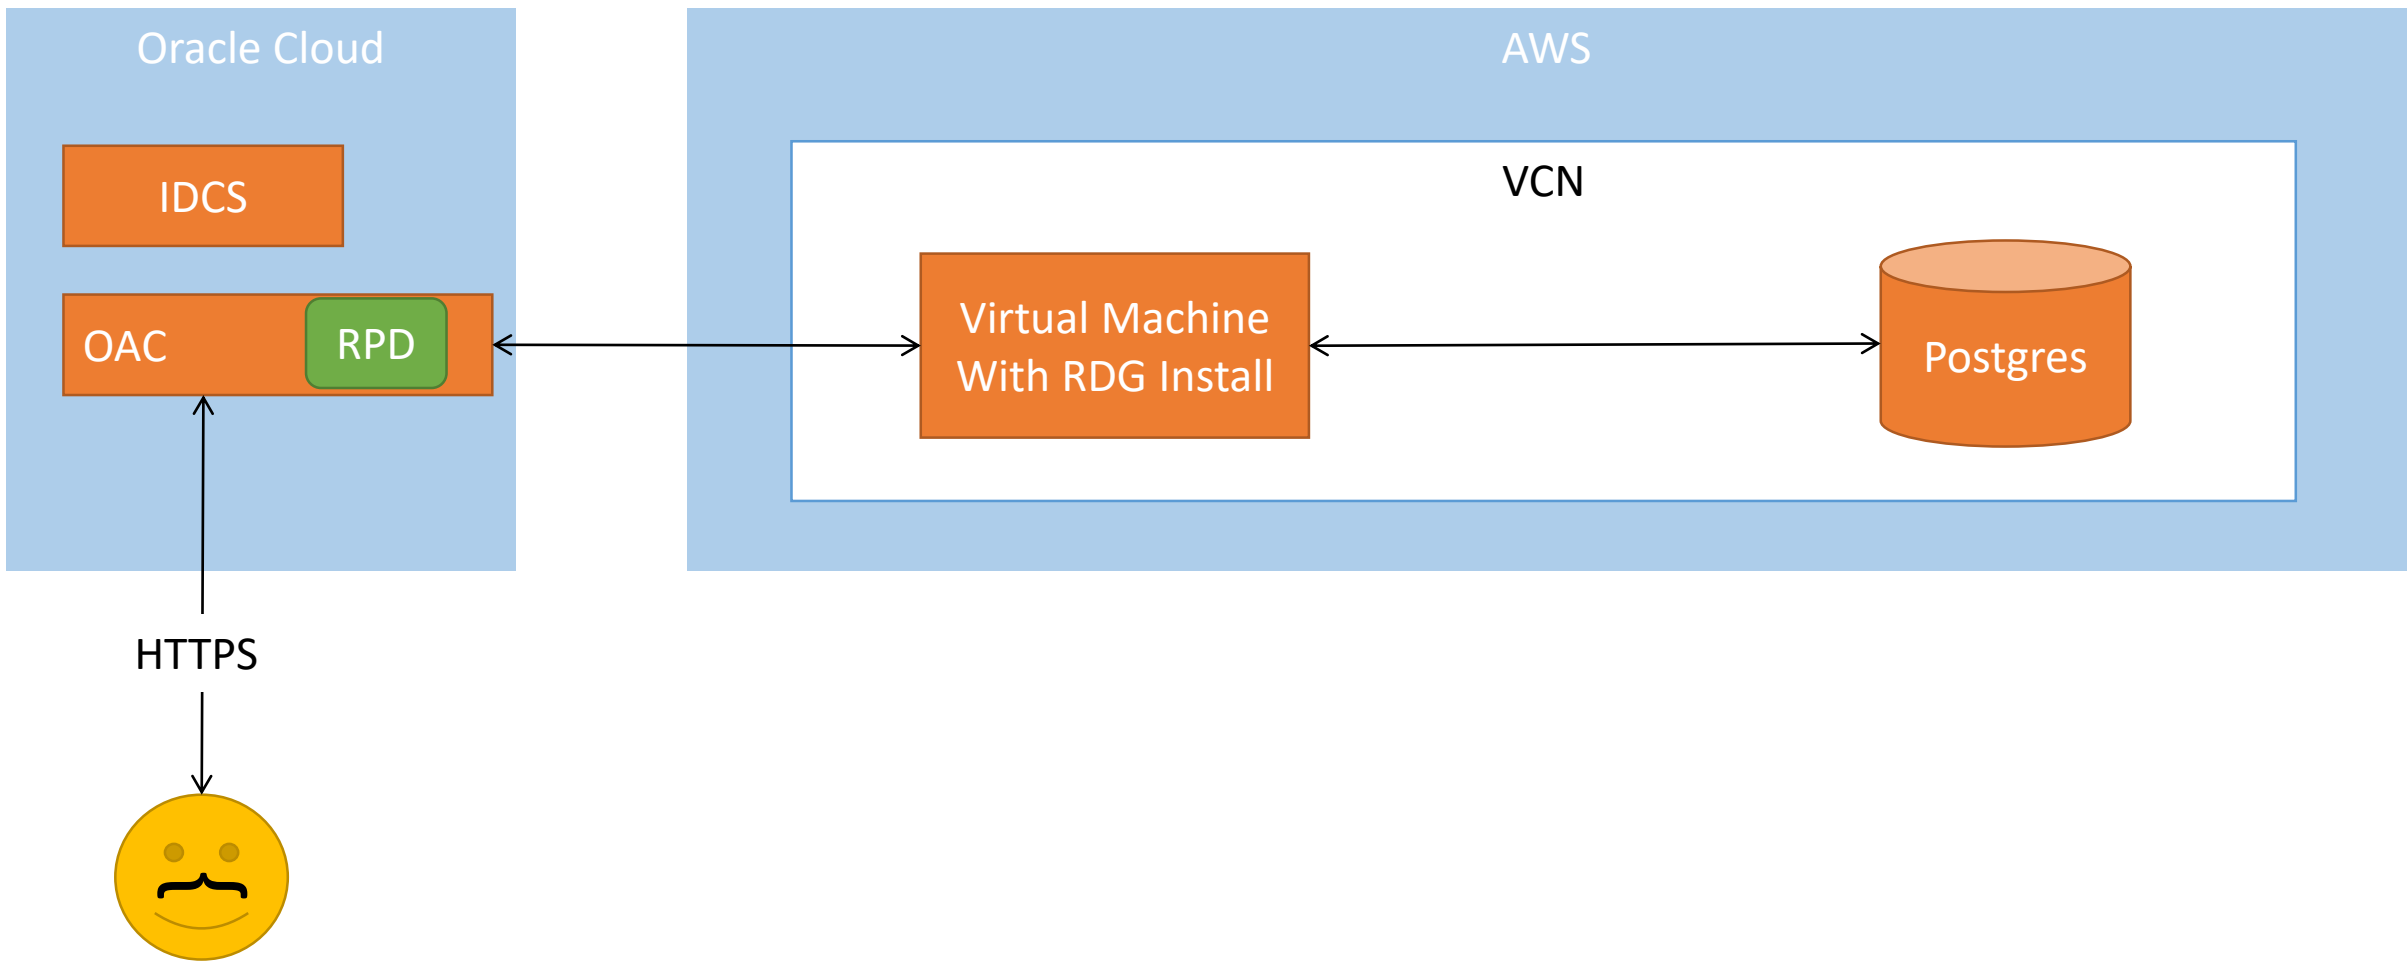 Oracle Cloud
IDCS
OAC
RPD
HTTPS
AWS
VCN
Virtual Machine
With RDG Install
Postgres